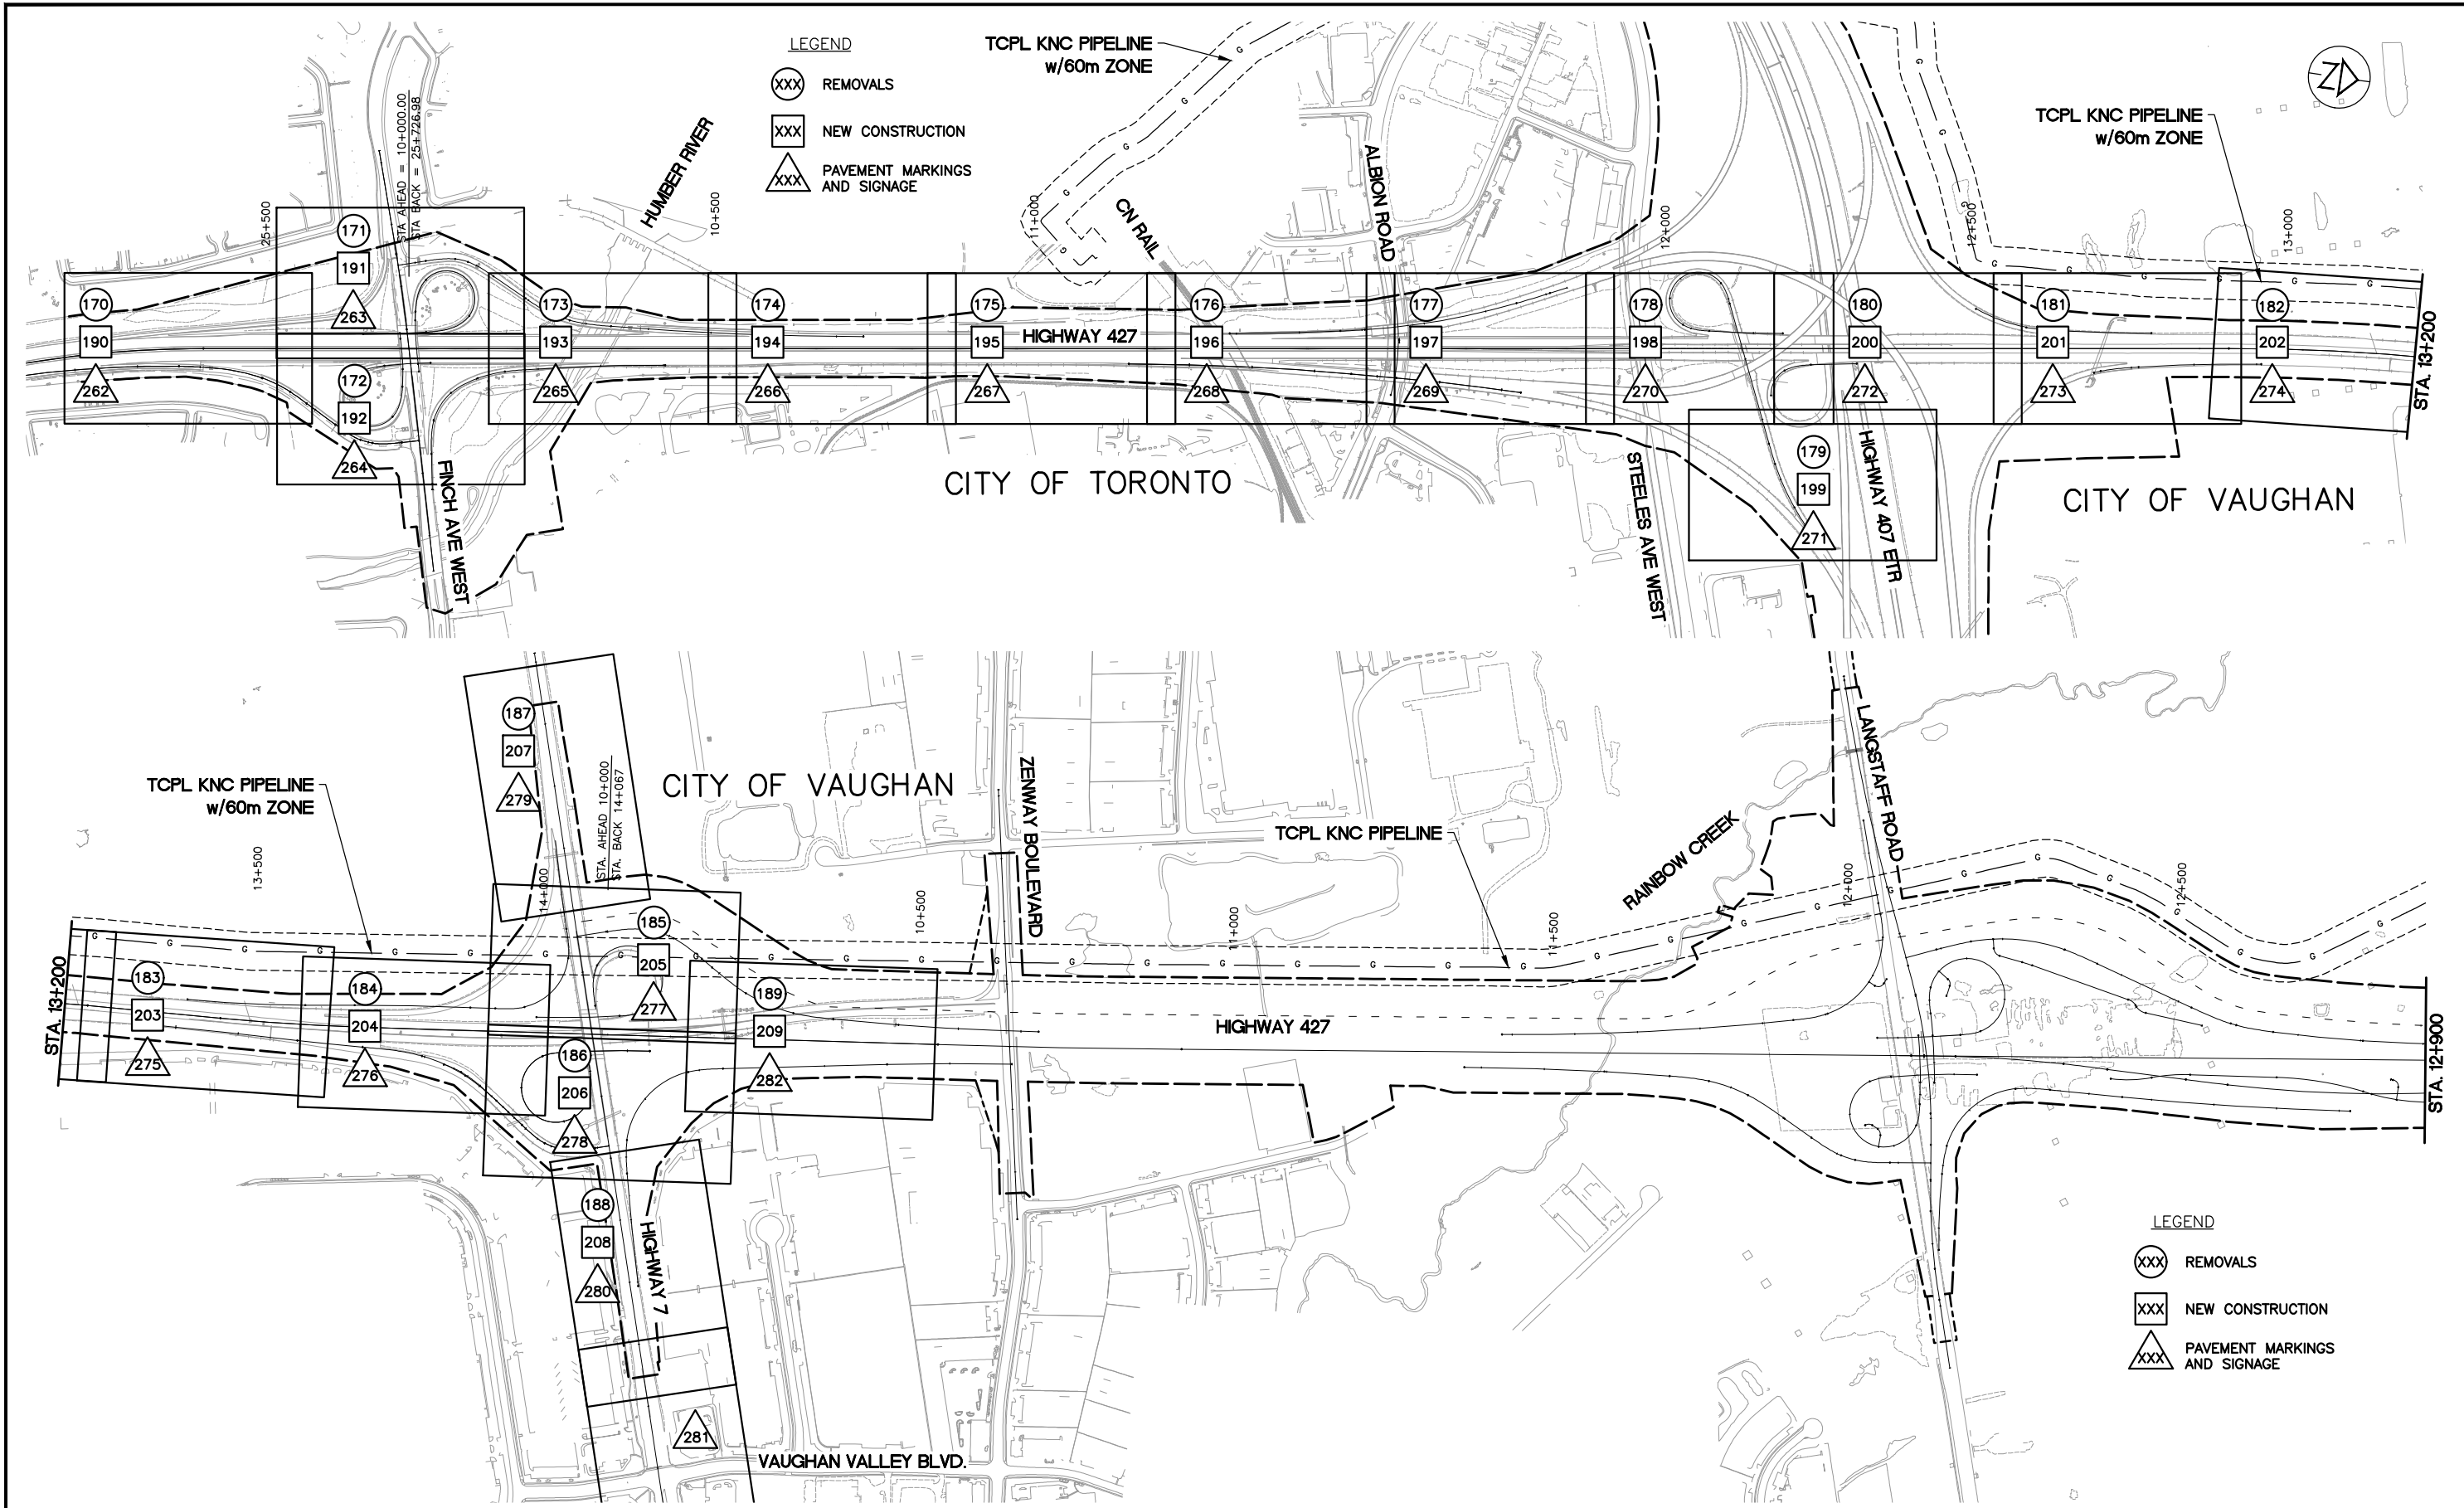 LEGEND
XXX REMOVALS
XXX NEW CONSTRUCTION
XXX PAVEMENT MARKINGS
AND SIGNAGE
TCPL KNC PIPELINE
w/60m ZONE
TCPL KNC PIPELINE
w/60m ZONE
N
STA AHEAD = 10+000.00
STA BACK = 25+726.98
HUMBER RIVER
CN RAIL
ALBION ROAD
25+500
10+500
11+000
12+000
12+500
13+000
G G G G
G G G G G G G G
170
190
262
171
191
263
172
192
264
173
193
265
174
194
266
175
195
267
HIGHWAY 427
176
196
268
177
197
269
178
198
270
179
199
271
180
200
272
181
201
273
182
202
274
STA. 13+200
FINCH AVE WEST
CITY OF TORONTO
STEELES AVE WEST
HIGHWAY 407 ETR
CITY OF VAUGHAN
187
207
279
STA. AHEAD 10+000
STA. BACK 14+067
CITY OF VAUGHAN
TCPL KNC PIPELINE
w/60m ZONE
ZENWAY BOULEVARD
TCPL KNC PIPELINE
RAINBOW CREEK
LANGSTAFF ROAD
13+500
14+000
10+500
11+000
11+500
12+000
12+500
G G G G G G G G G G G G G G G G G G G G G G G G G G G G G G G
STA. 13+200
183
203
275
184
204
276
185
205
277
186
206
278
189
209
282
HIGHWAY 427
STA. 12+900
188
208
280
HIGHWAY 7
281
VAUGHAN VALLEY BLVD.
LEGEND
XXX REMOVALS
XXX NEW CONSTRUCTION
XXX PAVEMENT MARKINGS
AND SIGNAGE